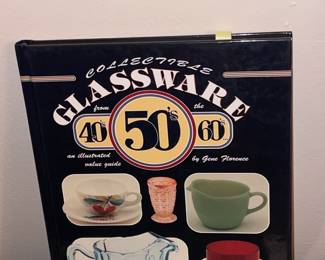 COLLECTIBLE
GLASSWARE
from the
40's 50's 60's
an illustrated
value guide
by Gene Florence